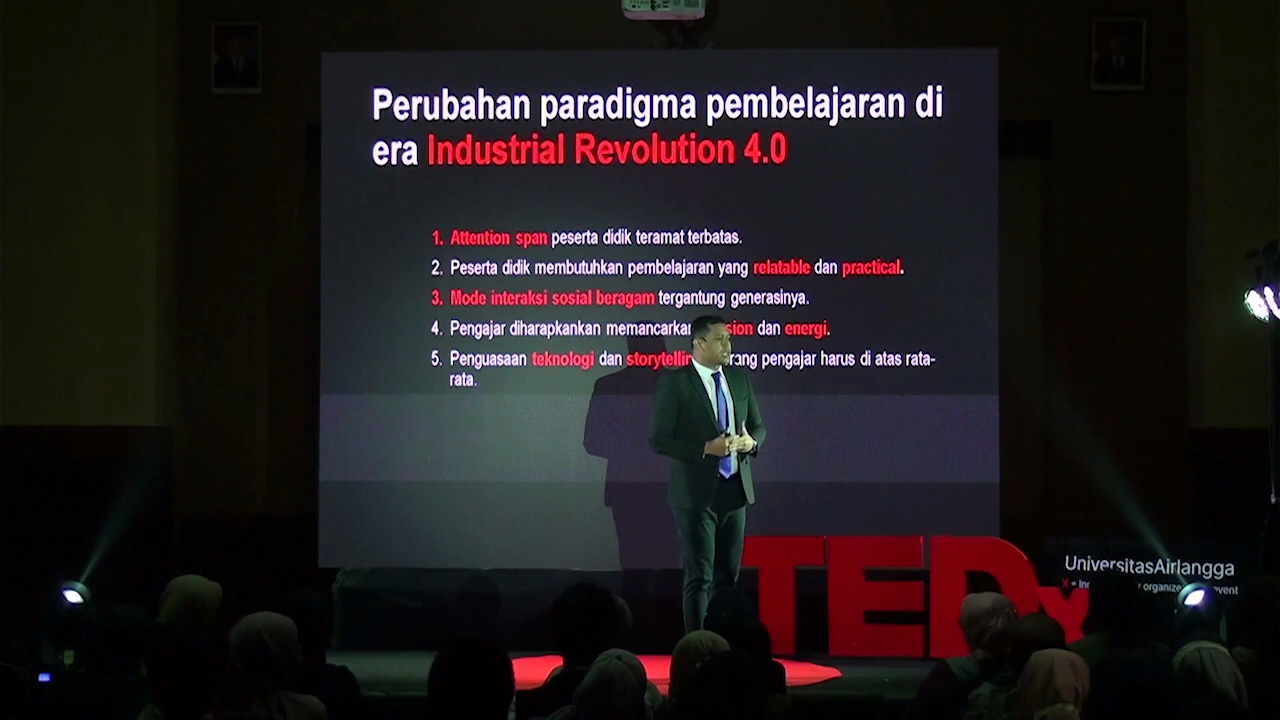 Perubahan paradigma pembelajaran di
era Industrial Revolution 4.0
1. Attention span peserta didik teramat terbatas.
2. Peserta didik membutuhkan pembelajaran yang relatable dan practical.
3. Mode interaksi sosial beragam tergantung generasinya.
4. Pengajar diharapkankan memancarkan dan energi.
5. Penguasaan teknologi dan pengajar harus di atas rata-
rata.
TEDx
UniversitasAirlangga
x = organized event